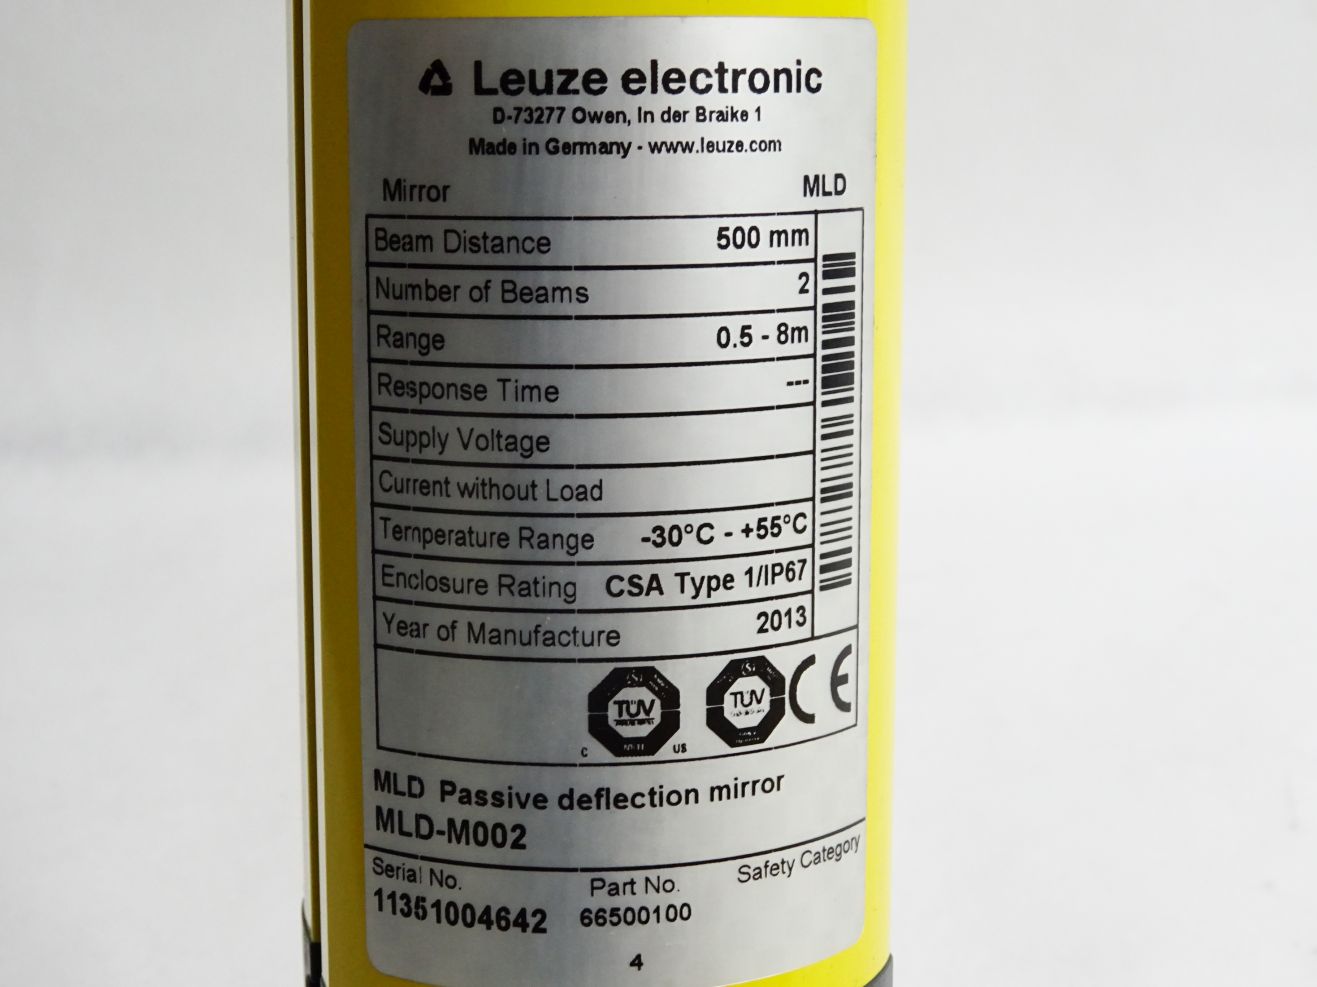 Leuze electronic
D-73277 Owen, In der Braike 1
Made in Germany - www.leuze.com
Mirror MLD
Beam Distance 500 mm
Number of Beams 2
Range 0.5 - 8m
Response Time ---
Supply Voltage
Current without Load
Temperature Range -30°C - +55°C
Enclosure Rating CSA Type 1/IP67
Year of Manufacture 2013
TÜV TÜV CE
C US
MLD Passive deflection mirror
MLD-M002
Serial No. Part No. Safety Category
11351004642 66500100
4